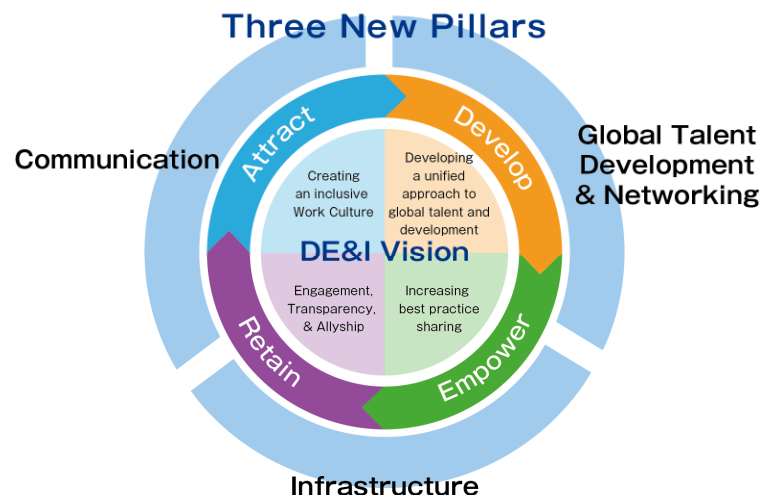 Three New Pillars
Communication
Global Talent
Development
& Networking
Infrastructure
Attract
Develop
Empower
Retain
Creating
an inclusive
Work Culture
Developing
a unified
approach to
global talent and
development
DE&I Vision
Engagement,
Transparency,
& Allyship
Increasing
best practice
sharing